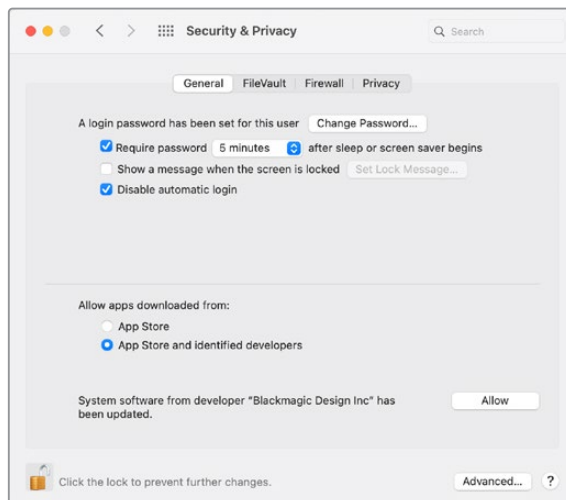 Security & Privacy
Search
General FileVault Firewall Privacy
A login password has been set for this user Change Password...
Require password 5 minutes after sleep or screen saver begins
Show a message when the screen is locked Set Lock Message...
Disable automatic login
Allow apps downloaded from:
App Store
App Store and identified developers
System software from developer "Blackmagic Design Inc" has
been updated.
Allow
Click the lock to prevent further changes.
Advanced... ?